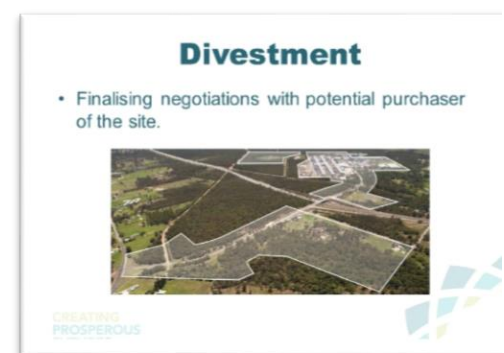 Divestment
• Finalising negotiations with potential purchaser
of the site.
CREATING
PROSPEROUS